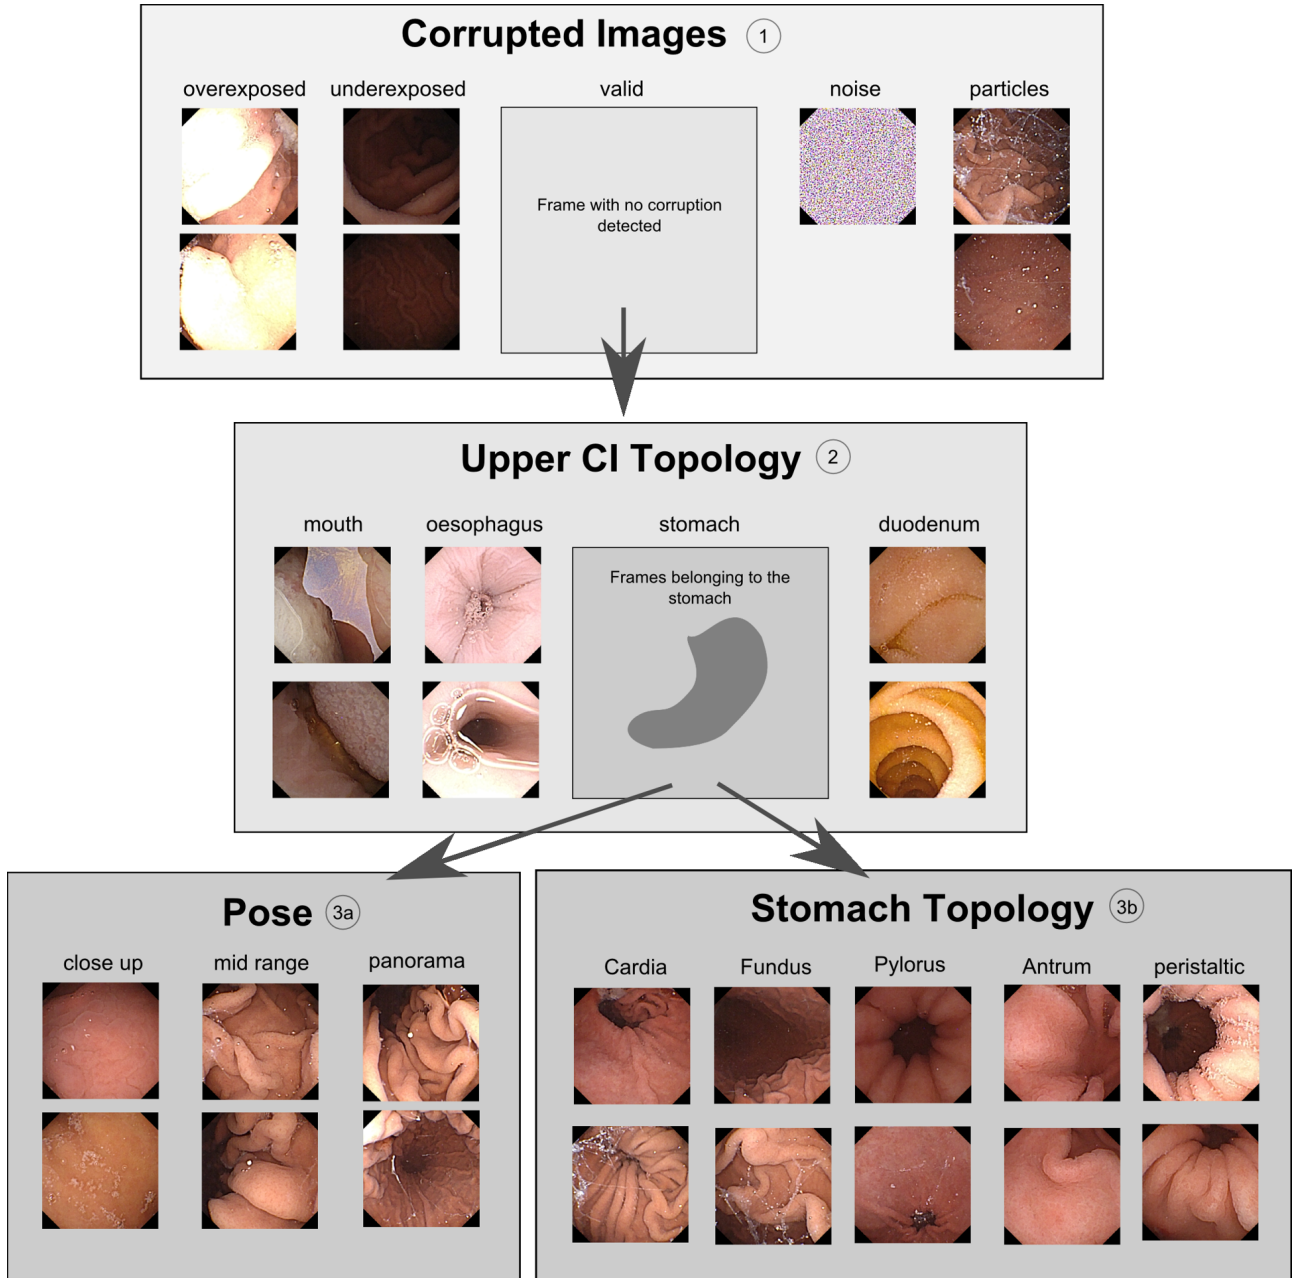 Corrupted Images 1
overexposed underexposed valid noise particles
Frame with no corruption
detected
Upper CI Topology 2
mouth oesophagus stomach duodenum
Frames belonging to the
stomach
Pose 3a
close up mid range panorama
Stomach Topology 3b
Cardia Fundus Pylorus Antrum peristaltic